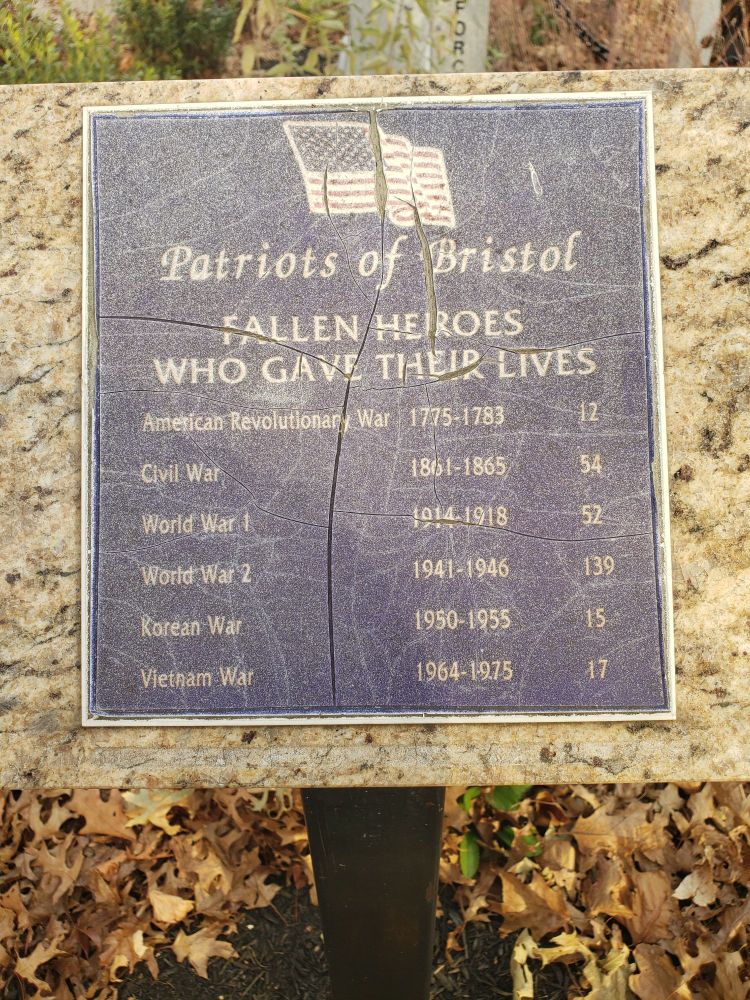 FORC
Patriots of Bristol
FALLEN HEROES
WHO GAVE THEIR LIVES
American Revolutionary War 1775-1783 12
Civil War 1861-1865 54
World War 1 1914-1918 52
World War 2 1941-1946 139
Korean War 1950-1955 15
Vietnam War 1964-1975 17